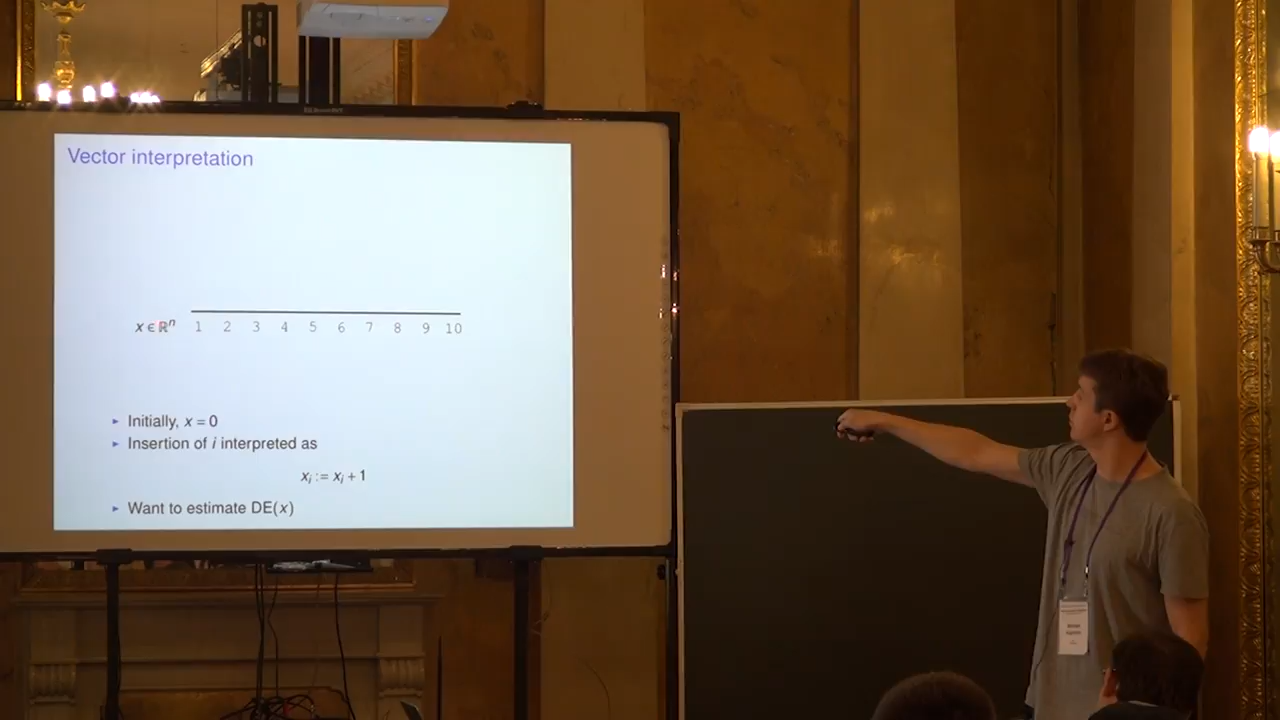 Vector interpretation
x ∈ ℝⁿ 1 2 3 4 5 6 7 8 9 10
▸ Initially, x = 0
▸ Insertion of i interpreted as
xᵢ := xᵢ + 1
▸ Want to estimate DE(x)